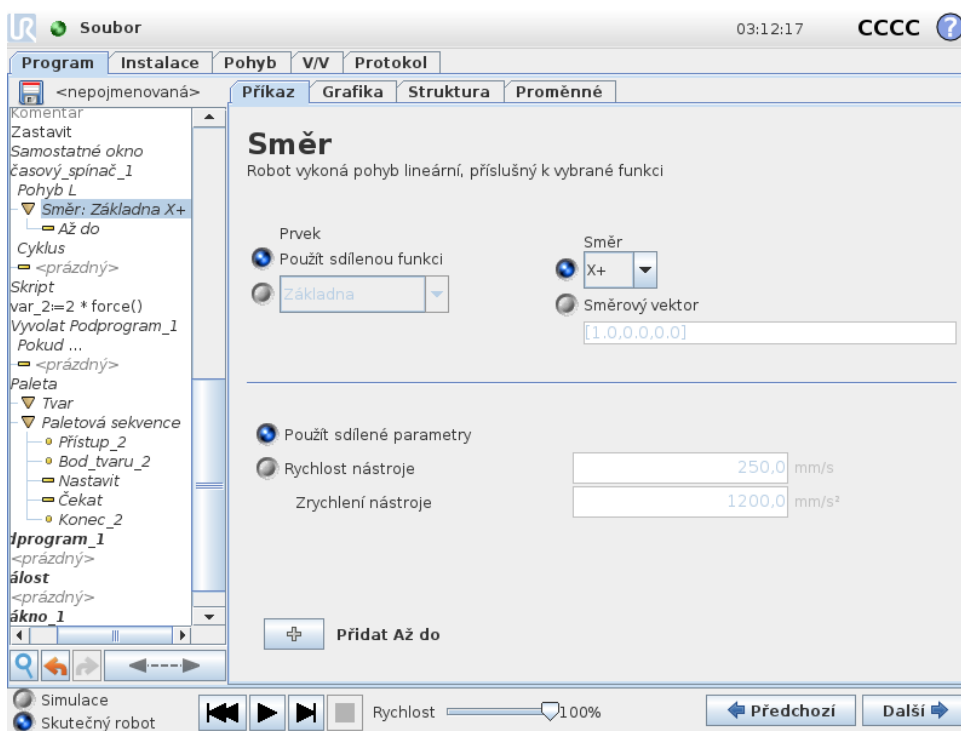 UR Soubor 03:12:17 CCCC ?
Program Instalace Pohyb V/V Protokol
<nepojmenovaná> Příkaz Grafika Struktura Proměnné
Komentář
Zastavit
Samostatné okno
časový_spínač_1
Pohyb L
Směr: Základna X+
Až do
Cyklus
<prázdný>
Skript
var_2:=2 * force()
Vyvolat Podprogram_1
Pokud ...
<prázdný>
Paleta
Tvar
Paletová sekvence
Přístup_2
Bod_tvaru_2
Nastavit
Čekat
Konec_2
dprogram_1
<prázdný>
álost
<prázdný>
ákno_1
Směr
Robot vykoná pohyb lineární, příslušný k vybrané funkci
Prvek
Použít sdílenou funkci
Základna
Směr
X+
Směrový vektor
[1.0,0.0,0.0]
Použít sdílené parametry
Rychlost nástroje 250,0 mm/s
Zrychlení nástroje 1200,0 mm/s²
Přidat Až do
Simulace
Skutečný robot
Rychlost 100%
Předchozí Další